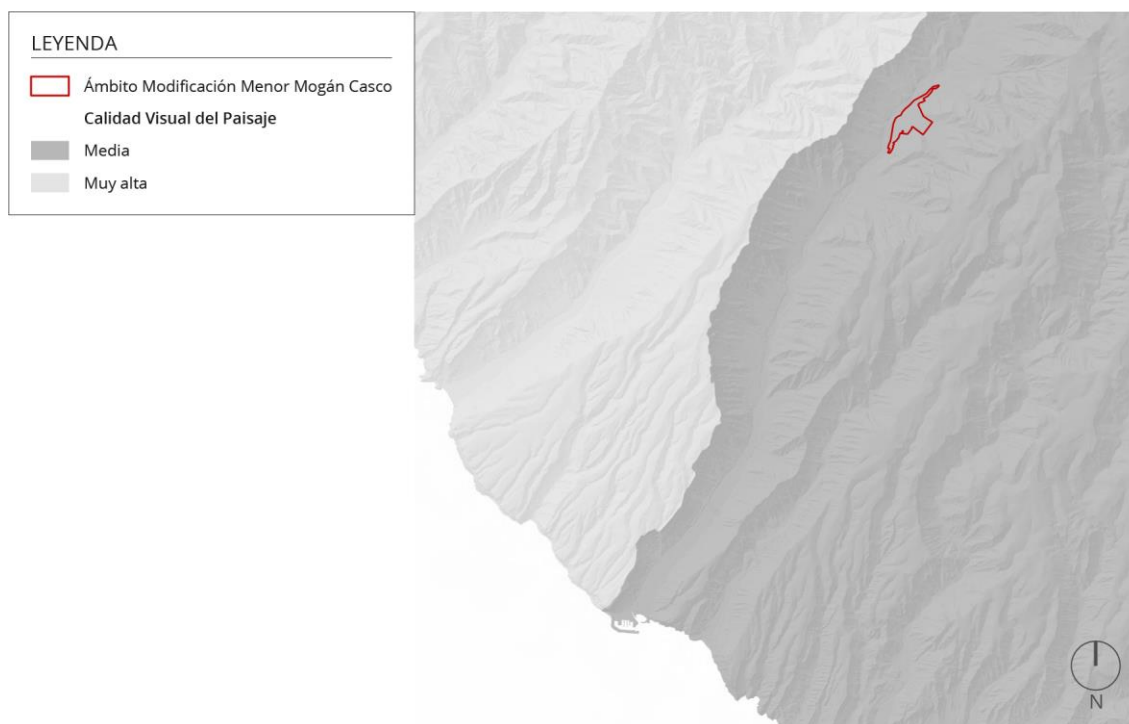 LEYENDA
Ámbito Modificación Menor Mogán Casco
Calidad Visual del Paisaje
Media
Muy alta
N